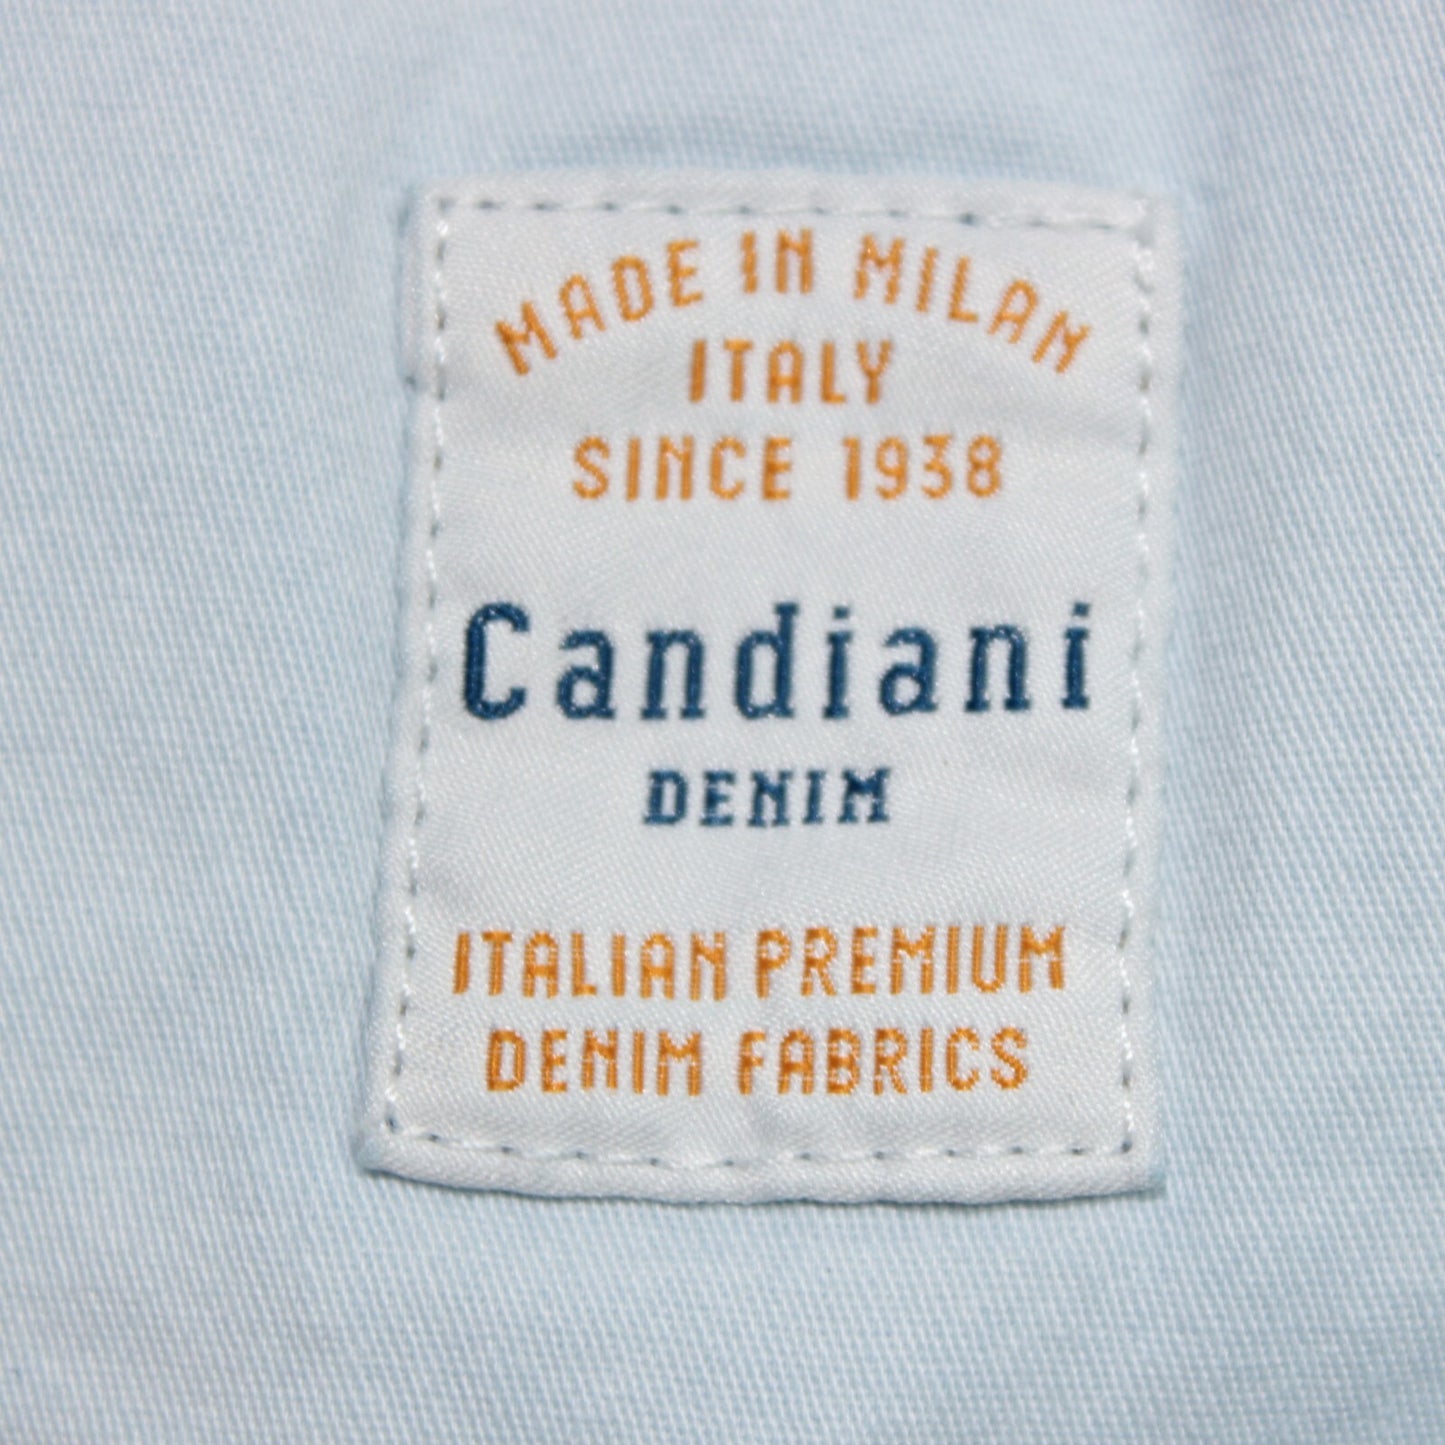 MADE IN MILAN
ITALY
SINCE 1938
Candiani
DENIM
ITALIAN PREMIUM
DENIM FABRICS